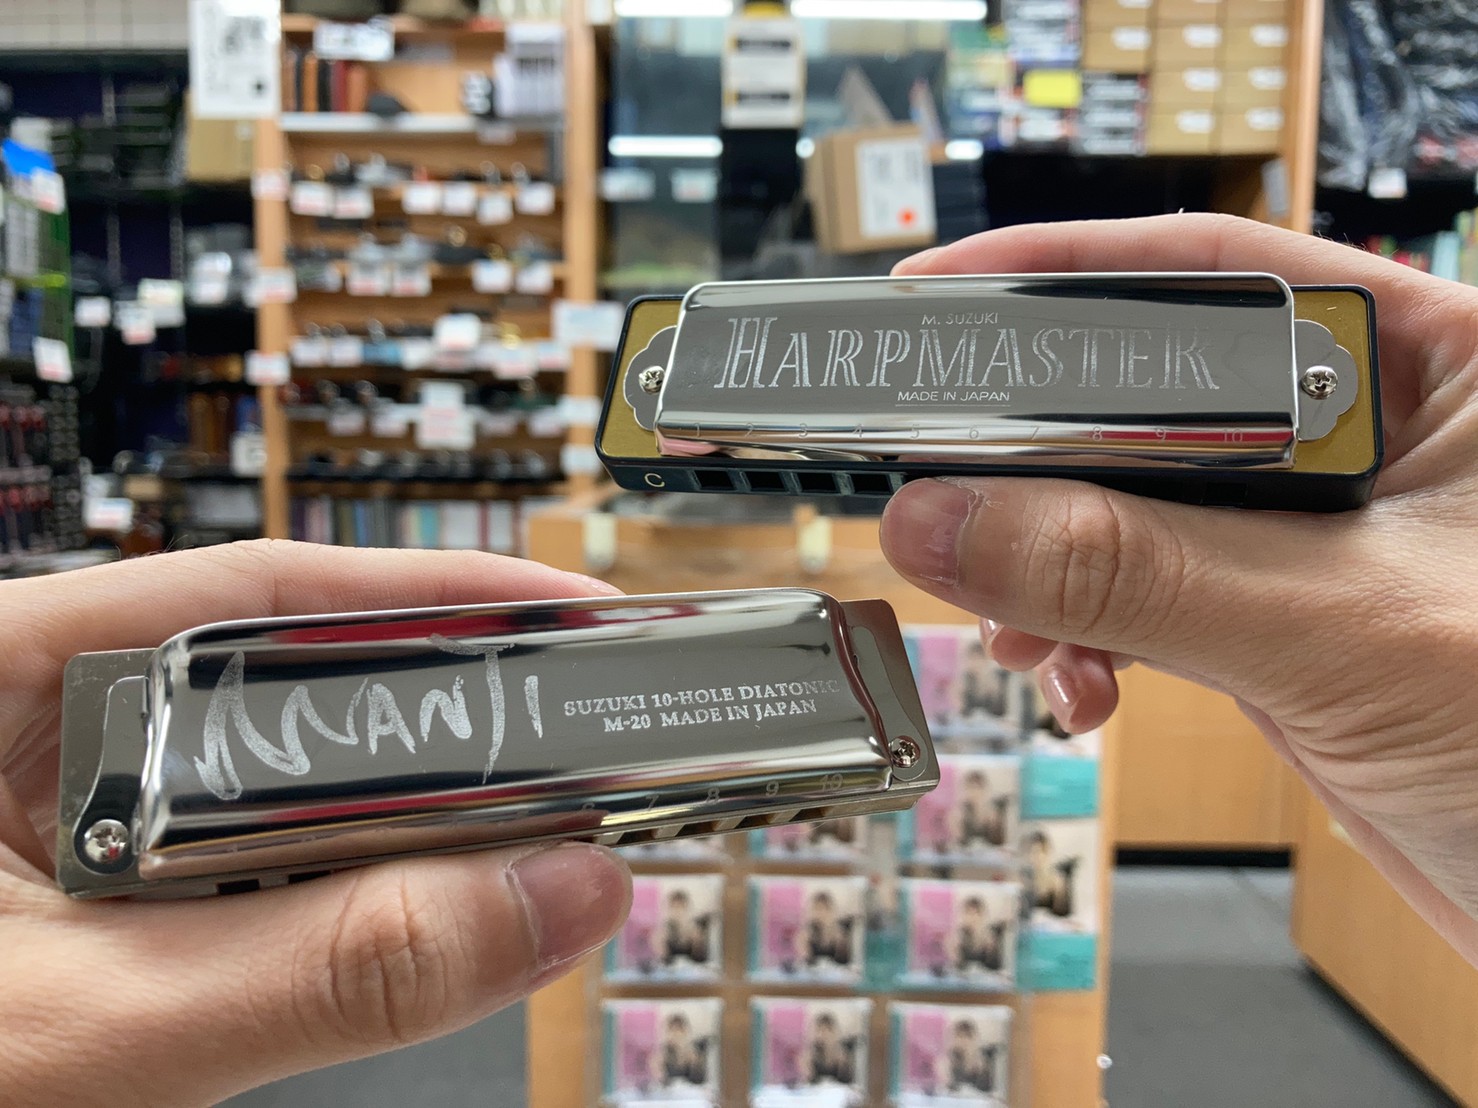 M. SUZUKI
HARPMASTER
MADE IN JAPAN
1 2 3 4 5 6 7 8 9 10
C
MANJI
SUZUKI 10-HOLE DIATONIC
M-20 MADE IN JAPAN
6 7 8 9 10